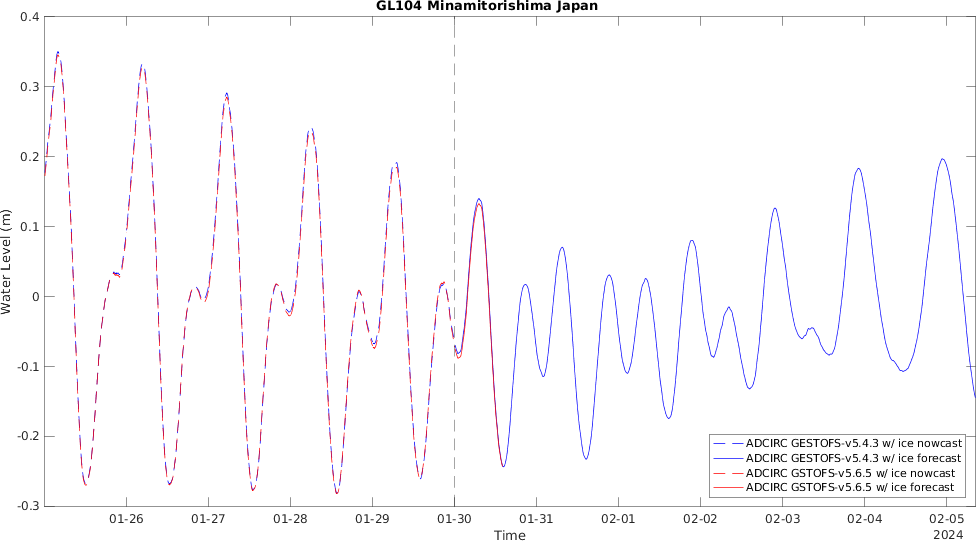 GL104 Minamitorishima Japan
Water Level (m)
0.4
0.3
0.2
0.1
0
-0.1
-0.2
-0.3
ADCIRC GESTOFS-v5.4.3 w/ ice nowcast
ADCIRC GESTOFS-v5.4.3 w/ ice forecast
ADCIRC GSTOFS-v5.6.5 w/ ice nowcast
ADCIRC GSTOFS-v5.6.5 w/ ice forecast
01-26 01-27 01-28 01-29 01-30 01-31 02-01 02-02 02-03 02-04 02-05
Time
2024